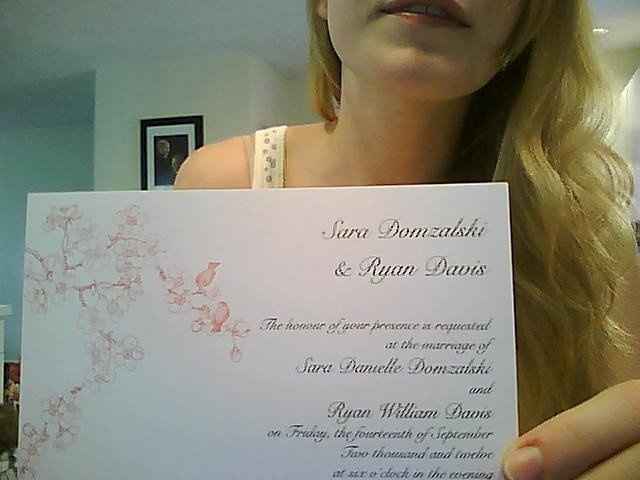 Sara Domzalski
& Ryan Davis
The honour of your presence is requested
at the marriage of
Sara Danielle Domzalski
and
Ryan William Davis
on Friday, the fourteenth of September
Two thousand and twelve
at six o'clock in the evening